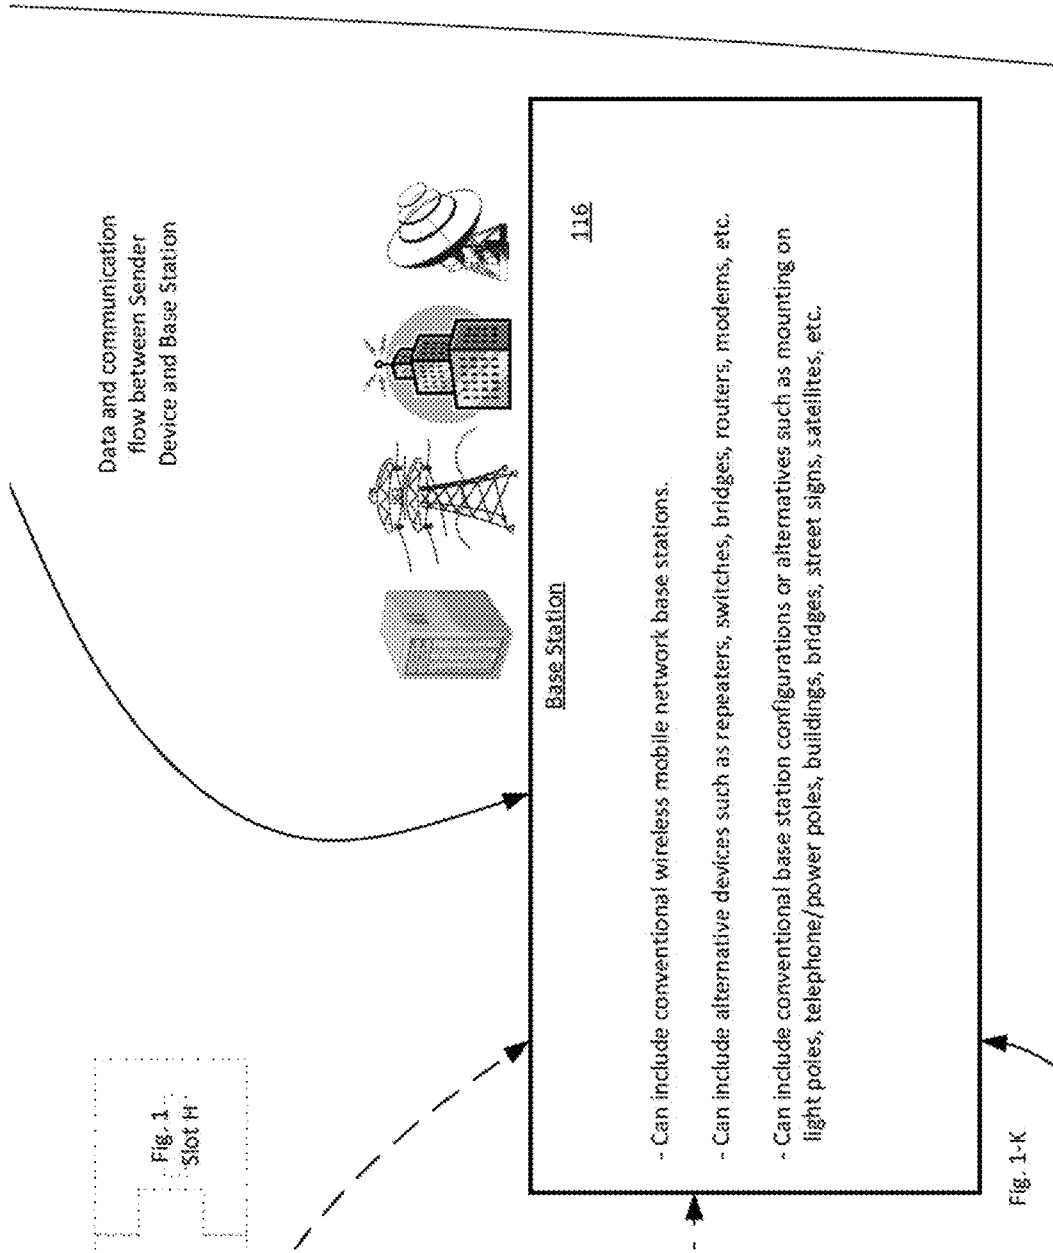 Data and communication
flow between Sender
Device and Base Station
Fig. 1
Slot H
Base Station
116
- Can include conventional wireless mobile network base stations.
- Can include alternative devices such as repeaters, switches, bridges, routers, modems, etc.
- Can include conventional base station configurations or alternatives such as mounting on
light poles, telephone/power poles, buildings, bridges, street signs, satellites, etc.
Fig. 1-K